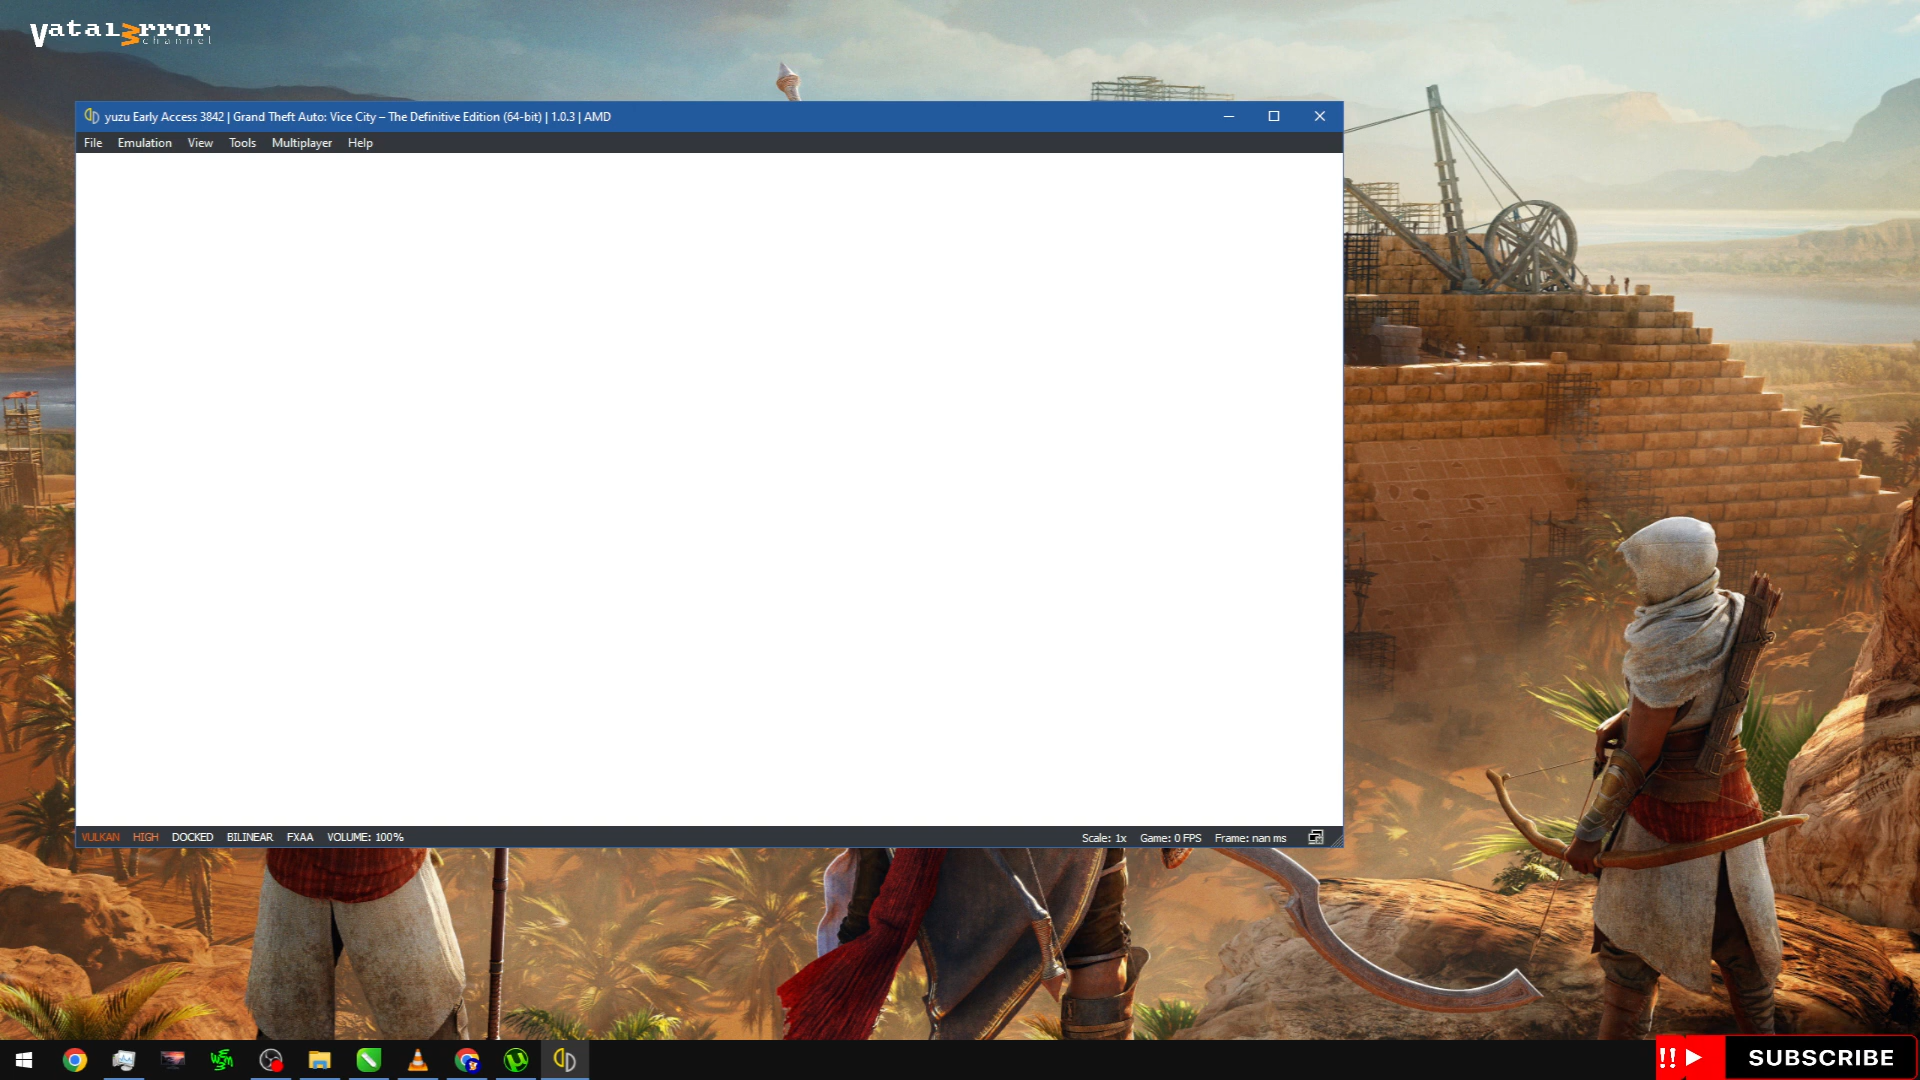 Vatal3rror
channel
yuzu Early Access 3842 | Grand Theft Auto: Vice City – The Definitive Edition (64-bit) | 1.0.3 | AMD
File Emulation View Tools Multiplayer Help
VULKAN HIGH DOCKED BILINEAR FXAA VOLUME: 100% Scale: 1x Game: 0 FPS Frame: nan ms
!! SUBSCRIBE